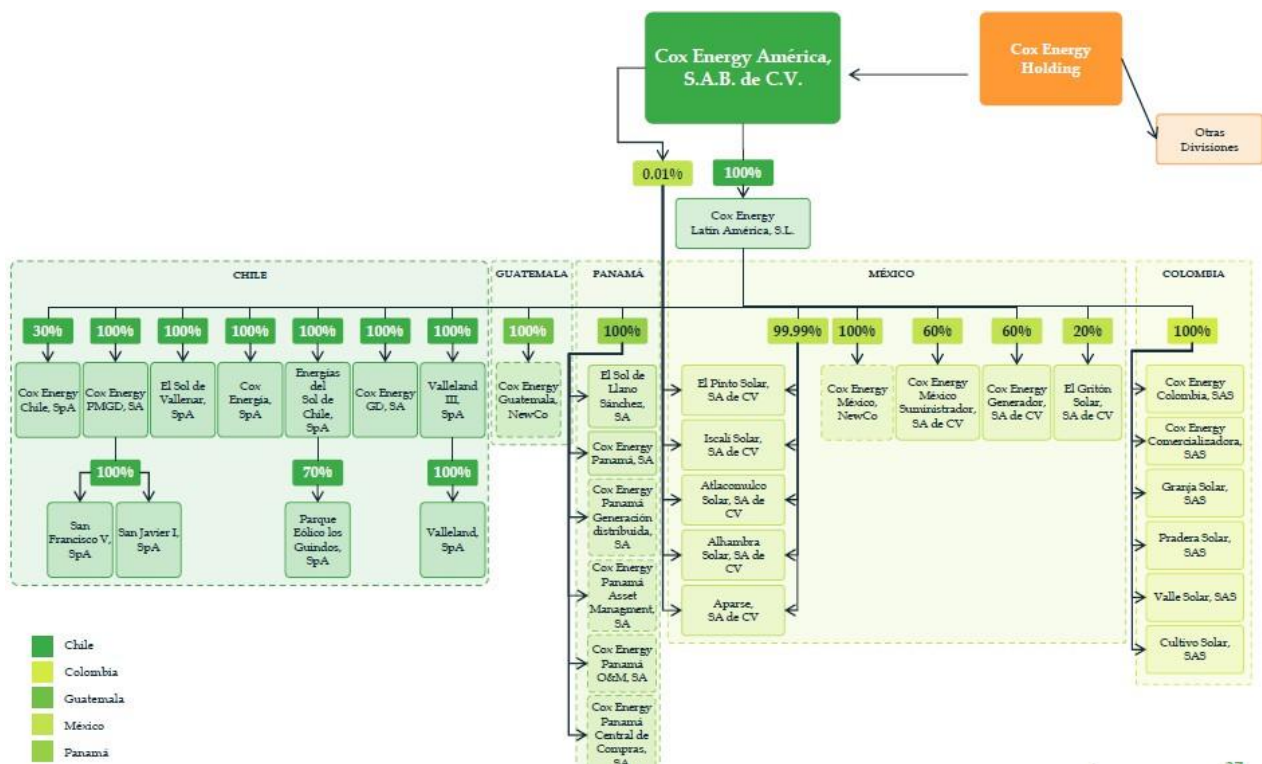 Cox Energy América,
S.A.B. de C.V.
Cox Energy
Holding
Otras
Divisiones
0.01%
100%
Cox Energy
Latin América, S.L.
CHILE
GUATEMALA
PANAMÁ
MÉXICO
COLOMBIA
30%
100%
100%
100%
100%
100%
100%
100%
100%
99.99%
100%
60%
60%
20%
100%
Cox Energy
Chile, SpA
Cox Energy
PMGD, SA
El Sol de
Vallenar,
SpA
Cox
Energía, SpA
Energías
del
Sol de
Chile,
SpA
Cox Energy
GD, SA
Valleland
III,
SpA
100%
70%
100%
San
Francisco V,
SpA
San Javier I,
SpA
Parque
Eólico los
Guindos,
SpA
Valleland,
SpA
Cox Energy
Guatemala,
NewCo
El Sol de
Llano
Sánchez,
SA
Cox Energy
Panamá, SA
Cox Energy
Panamá
Generación
distribuida,
SA
Cox Energy
Panamá
Asset
Managment,
SA
Cox Energy
Panamá
O&M, SA
Cox Energy
Panamá
Central de
Compras,
SA
El Pinto Solar,
SA de CV
Iscali Solar,
SA de CV
Atlacomulco
Solar, SA de
CV
Alhambra
Solar, SA de
CV
Aparse,
SA de CV
Cox Energy
México,
NewCo
Cox Energy
México
Suministrador,
SA de CV
Cox Energy
Generador,
SA de CV
El Gritón
Solar,
SA de CV
Cox Energy
Colombia, SAS
Cox Energy
Comercializadora,
SAS
Granja Solar,
SAS
Pradera Solar,
SAS
Valle Solar, SAS
Cultivo Solar,
SAS
Chile
Colombia
Guatemala
México
Panamá